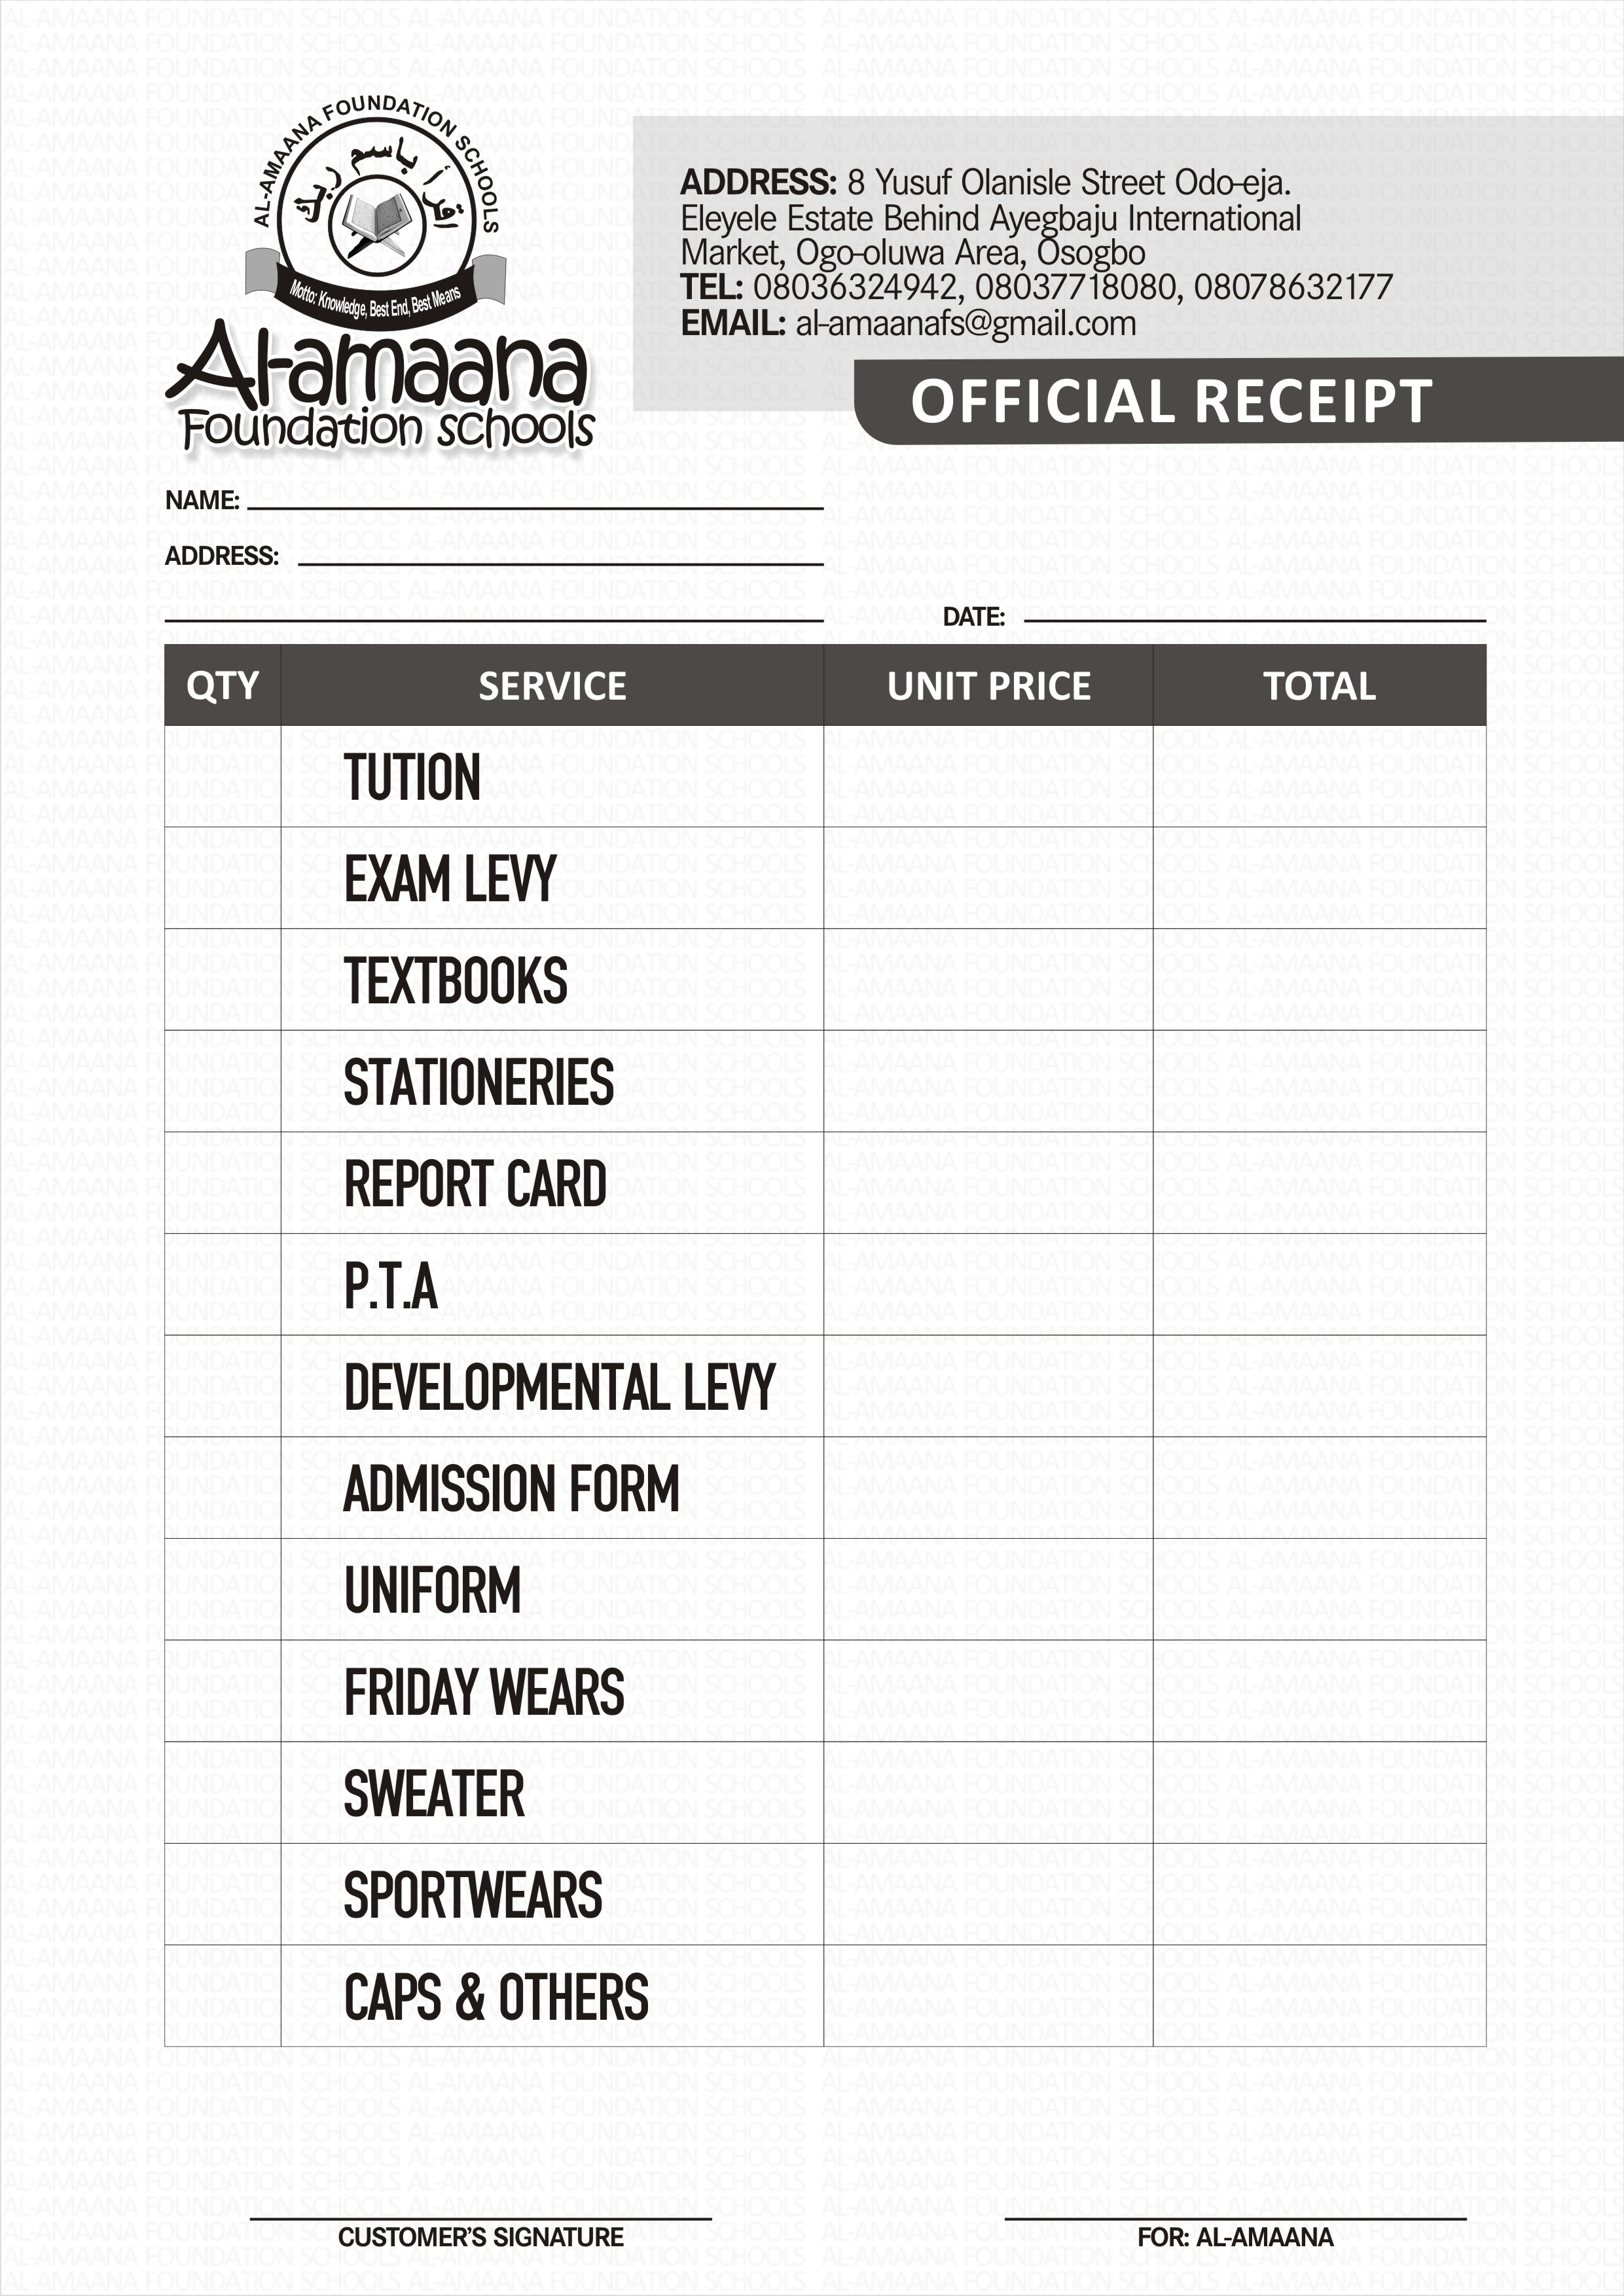 AL-AMAANA FOUNDATION SCHOOLS
اقرأ باسم ربك
Motto: Knowledge, Best End, Best Means
Al-amaana
Foundation schools
ADDRESS: 8 Yusuf Olanisle Street Odo-eja.
Eleyele Estate Behind Ayegbaju International
Market, Ogo-oluwa Area, Osogbo
TEL: 08036324942, 08037718080, 08078632177
EMAIL: al-amaanafs@gmail.com
OFFICIAL RECEIPT
NAME:
ADDRESS:
DATE:
QTY SERVICE UNIT PRICE TOTAL
TUTION
EXAM LEVY
TEXTBOOKS
STATIONERIES
REPORT CARD
P.T.A
DEVELOPMENTAL LEVY
ADMISSION FORM
UNIFORM
FRIDAY WEARS
SWEATER
SPORTWEARS
CAPS & OTHERS
CUSTOMER'S SIGNATURE FOR: AL-AMAANA